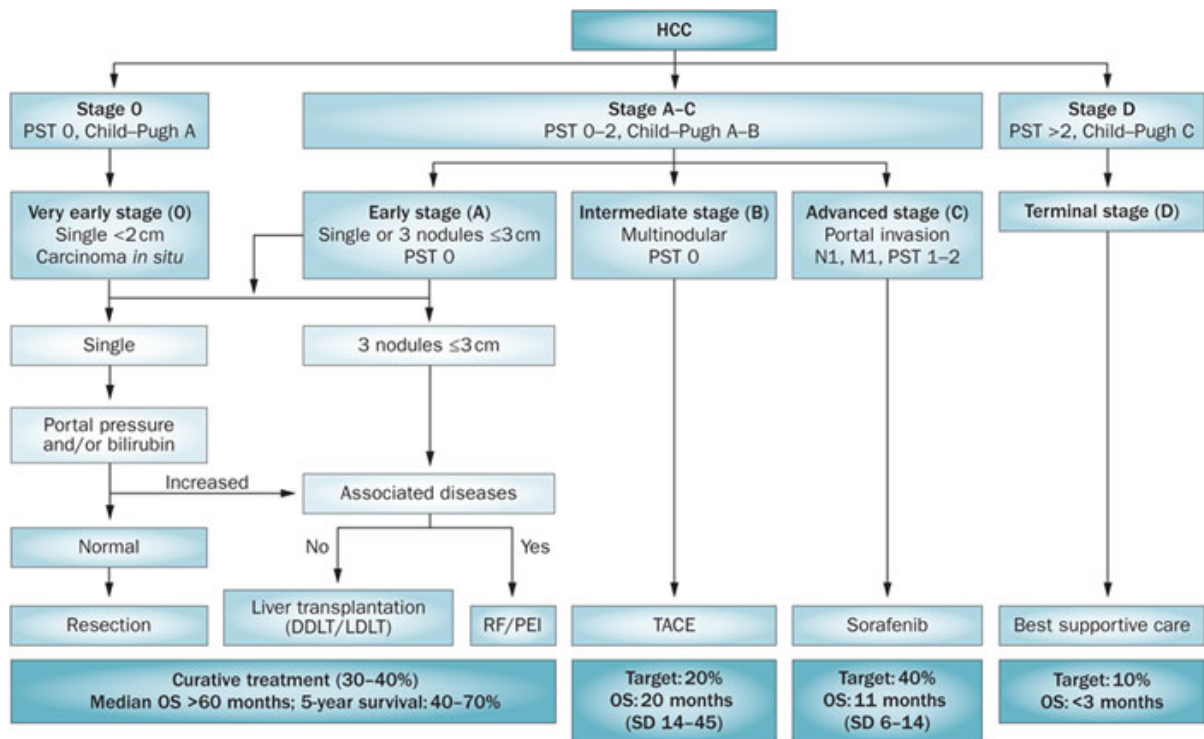 HCC
Stage 0
PST 0, Child–Pugh A
Stage A–C
PST 0–2, Child–Pugh A–B
Stage D
PST >2, Child–Pugh C
Very early stage (0)
Single <2 cm
Carcinoma in situ
Early stage (A)
Single or 3 nodules ≤3 cm
PST 0
Intermediate stage (B)
Multinodular
PST 0
Advanced stage (C)
Portal invasion
N1, M1, PST 1–2
Terminal stage (D)
Single
3 nodules ≤3 cm
Portal pressure
and/or bilirubin
Increased
Associated diseases
Normal
No
Yes
Resection
Liver transplantation
(DDLT/LDLT)
RF/PEI
TACE
Sorafenib
Best supportive care
Curative treatment (30–40%)
Median OS >60 months; 5-year survival: 40–70%
Target: 20%
OS: 20 months
(SD 14–45)
Target: 40%
OS: 11 months
(SD 6–14)
Target: 10%
OS: <3 months